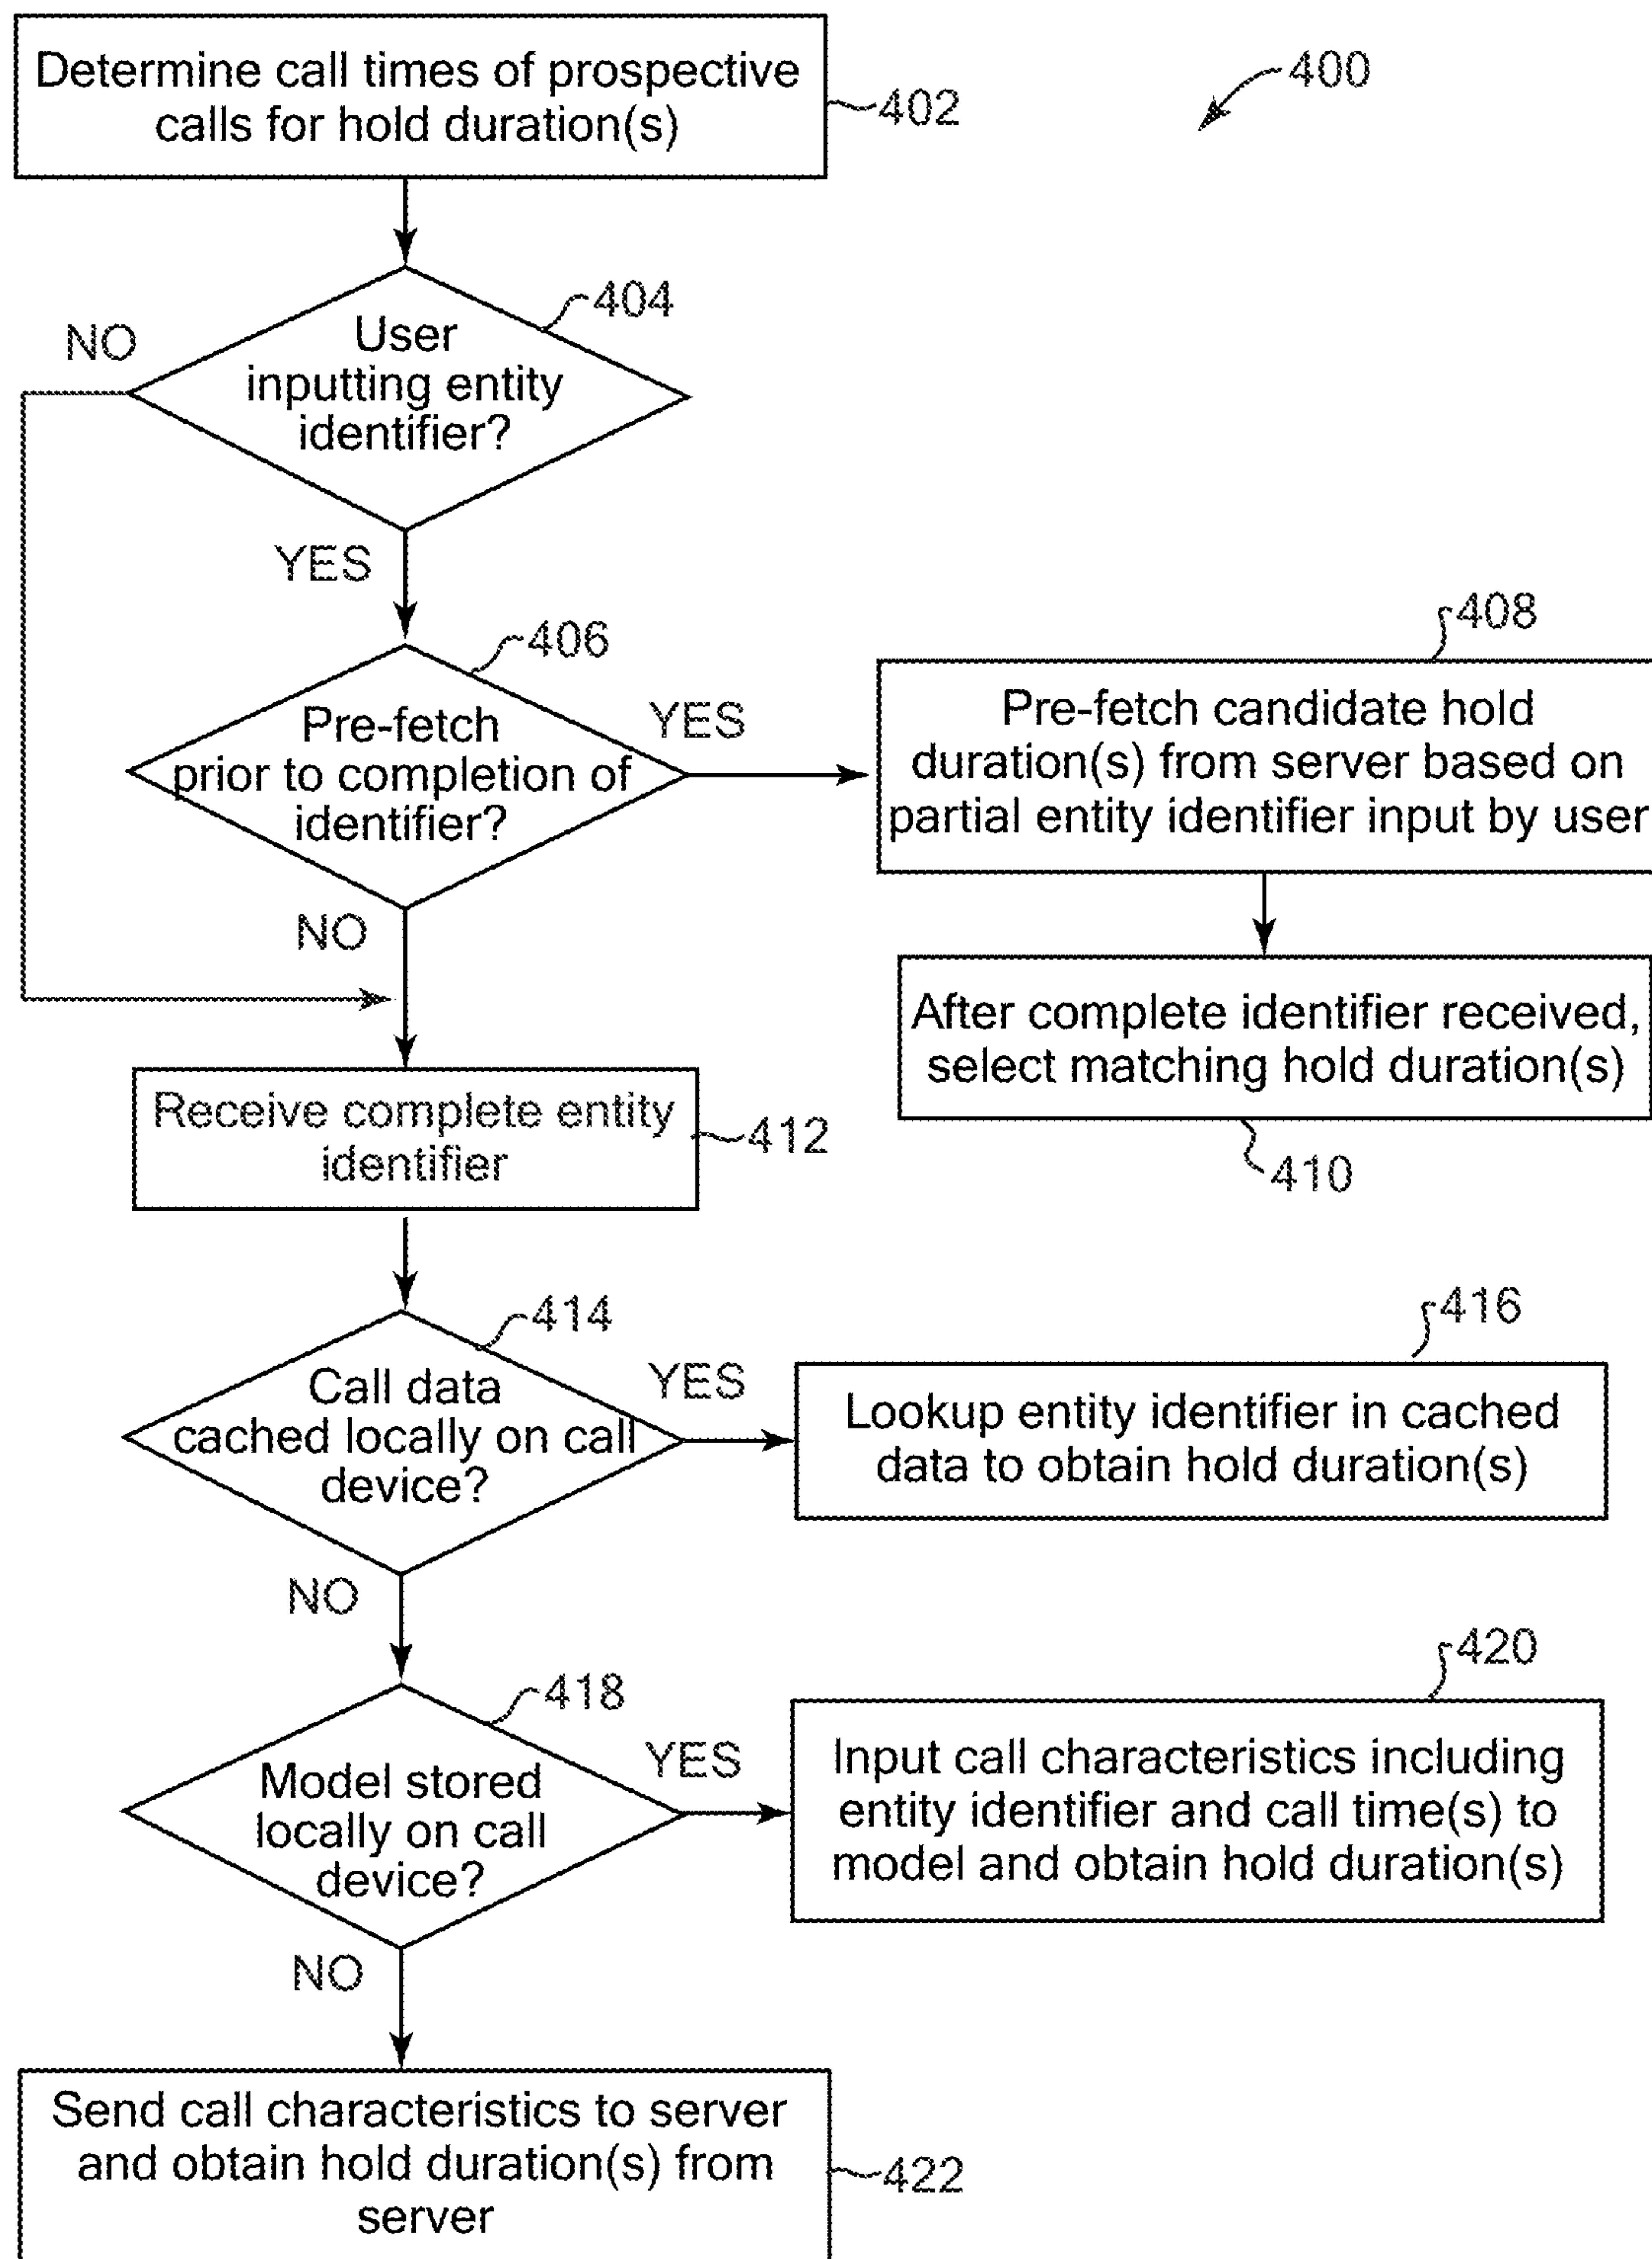 Determine call times of prospective
calls for hold duration(s)
402
400
404
User
inputting entity
identifier?
NO
YES
406
Pre-fetch
prior to completion of
identifier?
YES
NO
408
Pre-fetch candidate hold
duration(s) from server based on
partial entity identifier input by user
After complete identifier received,
select matching hold duration(s)
410
Receive complete entity
identifier
412
414
Call data
cached locally on call
device?
YES
NO
416
Lookup entity identifier in cached
data to obtain hold duration(s)
418
Model stored
locally on call
device?
YES
NO
420
Input call characteristics including
entity identifier and call time(s) to
model and obtain hold duration(s)
Send call characteristics to server
and obtain hold duration(s) from
server
422